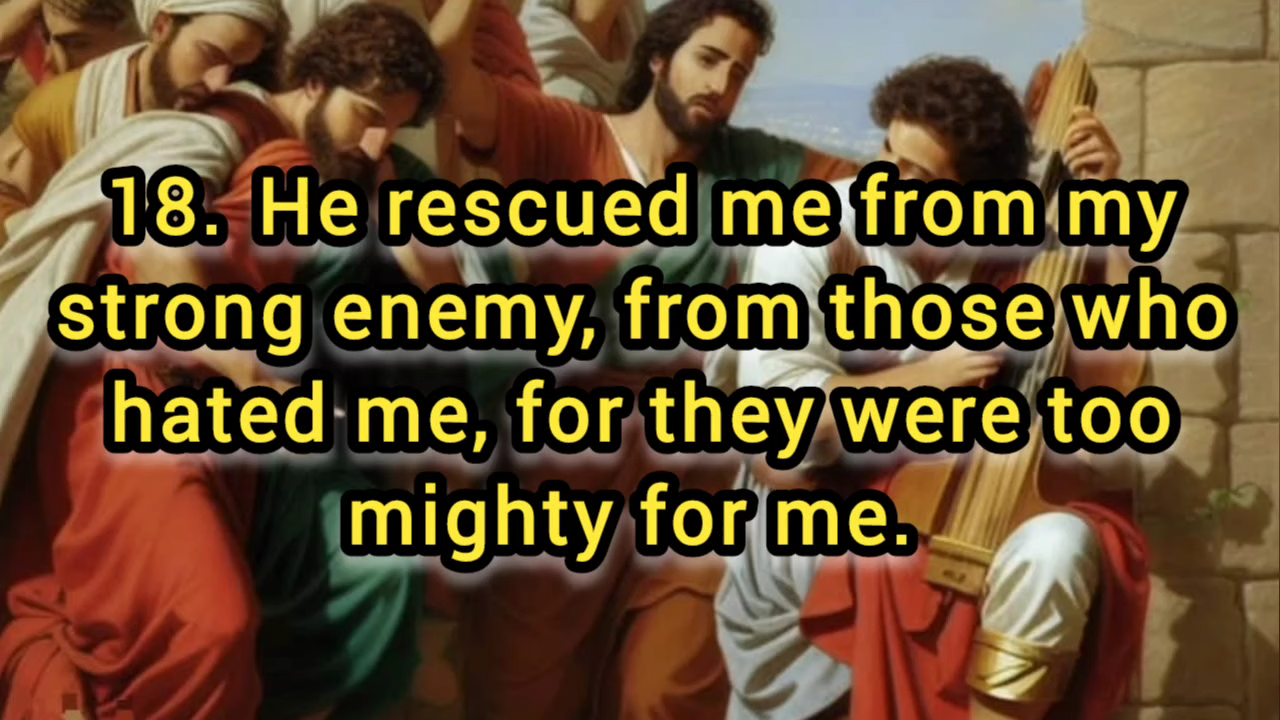 18. He rescued me from my
strong enemy, from those who
hated me, for they were too
mighty for me.